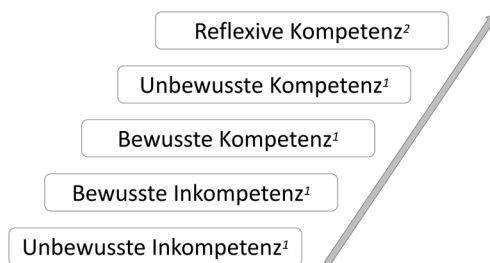 Reflexive Kompetenz²
Unbewusste Kompetenz¹
Bewusste Kompetenz¹
Bewusste Inkompetenz¹
Unbewusste Inkompetenz¹